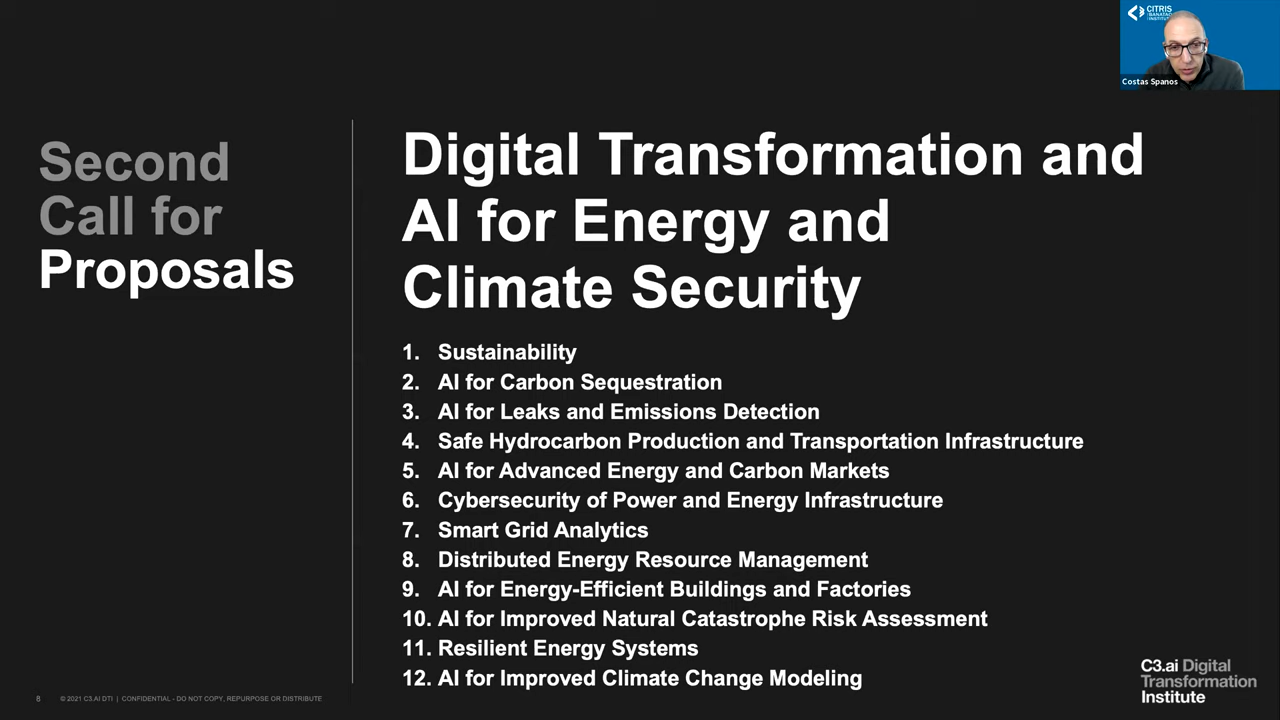 CITRIS
Costas Spanos
Second
Call for
Proposals
Digital Transformation and
AI for Energy and
Climate Security
1. Sustainability
2. AI for Carbon Sequestration
3. AI for Leaks and Emissions Detection
4. Safe Hydrocarbon Production and Transportation Infrastructure
5. AI for Advanced Energy and Carbon Markets
6. Cybersecurity of Power and Energy Infrastructure
7. Smart Grid Analytics
8. Distributed Energy Resource Management
9. AI for Energy-Efficient Buildings and Factories
10. AI for Improved Natural Catastrophe Risk Assessment
11. Resilient Energy Systems
12. AI for Improved Climate Change Modeling
8 © 2021 C3.AI DTI | CONFIDENTIAL - DO NOT COPY, REPURPOSE OR DISTRIBUTE
C3.ai Digital
Transformation
Institute